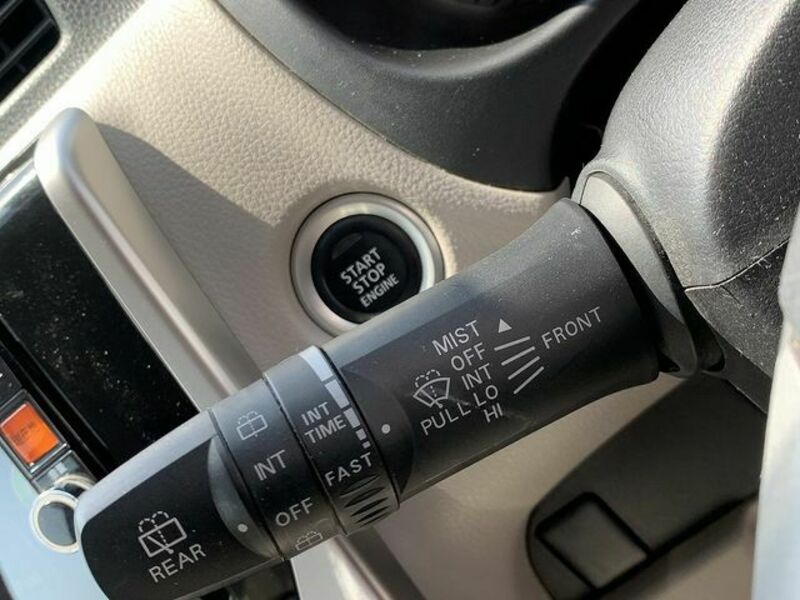 START
STOP
ENGINE
MIST
OFF
INT
LO
HI
FRONT
PULL
INT
TIME
FAST
INT
OFF
REAR